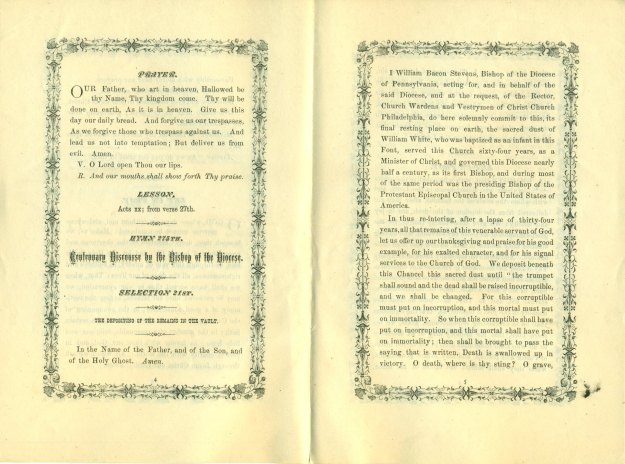 PRAYER.
OUR Father, who art in heaven, Hallowed be
thy Name, Thy kingdom come. Thy will be
done on earth, As it is in heaven. Give us this
day our daily bread. And forgive us our trespasses,
As we forgive those who trespass against us. And
lead us not into temptation; But deliver us from
evil. Amen.
V. O Lord open Thou our lips.
R. And our mouths shall show forth Thy praise.
LESSON,
Acts xx; from verse 27th.
HYMN 275TH.
Centenary Discourse by the Bishop of the Diocese.
SELECTION 21ST.
THE DEPOSITING OF THE REMAINS IN THE VAULT.
In the Name of the Father, and of the Son, and
of the Holy Ghost. Amen.
4
I William Bacon Stevens, Bishop of the Diocese
of Pennsylvania, acting for, and in behalf of the
said Diocese, and at the request, of the Rector,
Church Wardens and Vestrymen of Christ Church
Philadelphia, do here solemnly commit to this, its
final resting place on earth, the sacred dust of
William White, who was baptized as an infant in this
Font, served this Church sixty-four years, as a
Minister of Christ, and governed this Diocese nearly
half a century, as its first Bishop, and during most
of the same period was the presiding Bishop of the
Protestant Episcopal Church in the United States of
America.
In thus re-intering, after a lapse of thirty-four
years, all that remains of this venerable servant of God,
let us offer up our thanksgiving and praise for his good
example, for his exalted character, and for his signal
services to the Church of God. We deposit beneath
this Chancel this sacred dust until "the trumpet
shall sound and the dead shall be raised incorruptible,
and we shall be changed. For this corruptible
must put on incorruption, and this mortal must put
on immortality. So when this corruptible shall have
put on incorruption, and this mortal shall have put
on immortality; then shall be brought to pass the
saying that is written, Death is swallowed up in
victory. O death, where is thy sting? O grave,
5